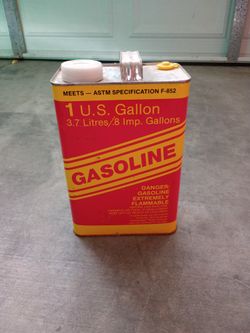 MEETS — ASTM SPECIFICATION F-852
1 U.S. Gallon
3.7 Litres/.8 Imp. Gallons
GASOLINE
DANGER:
GASOLINE
EXTREMELY
FLAMMABLE